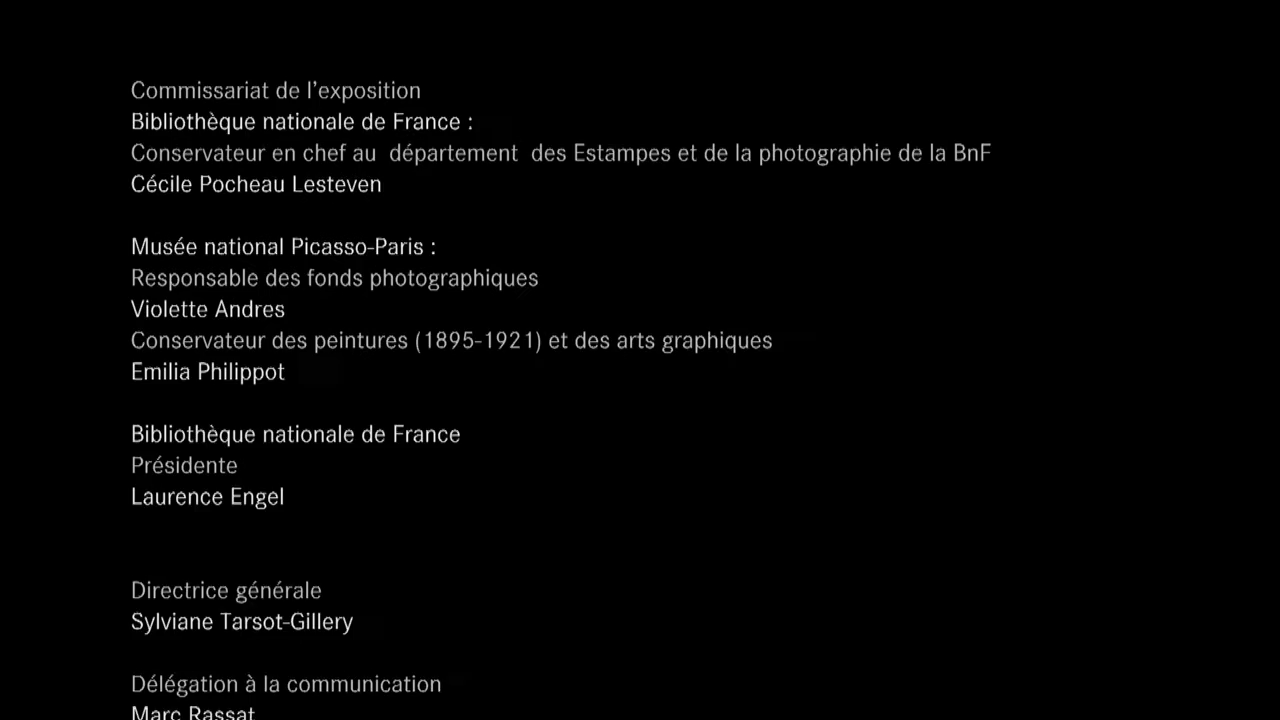 Commissariat de l’exposition
Bibliothèque nationale de France :
Conservateur en chef au département des Estampes et de la photographie de la BnF
Cécile Pocheau Lesteven
Musée national Picasso-Paris :
Responsable des fonds photographiques
Violette Andres
Conservateur des peintures (1895-1921) et des arts graphiques
Emilia Philippot
Bibliothèque nationale de France
Présidente
Laurence Engel
Directrice générale
Sylviane Tarsot-Gillery
Délégation à la communication
Marc Rassat